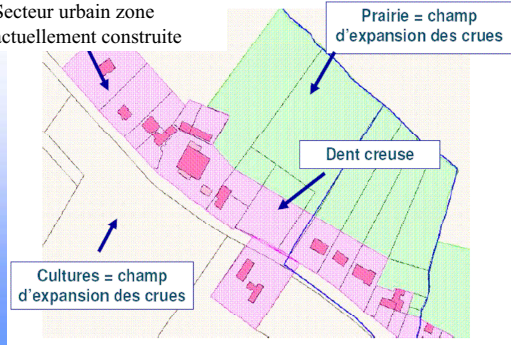 Secteur urbain zone
actuellement construite
Prairie = champ
d'expansion des crues
Dent creuse
Cultures = champ
d'expansion des crues